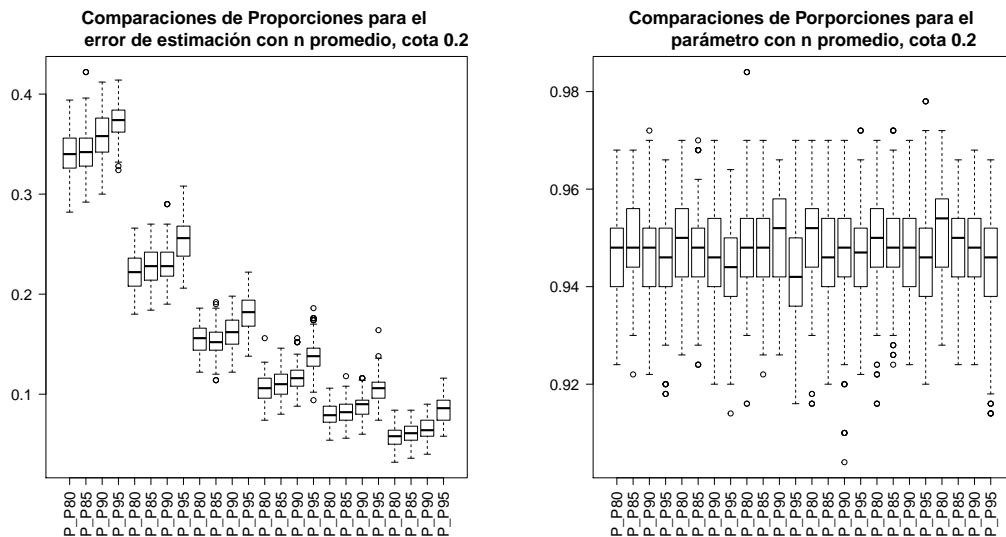 Comparaciones de Proporciones para el
error de estimación con n promedio, cota 0.2
0.4
0.3
0.2
0.1
P_P80
P_P85
P_P90
P_P95
P_P80
P_P85
P_P90
P_P95
P_P80
P_P85
P_P90
P_P95
P_P80
P_P85
P_P90
P_P95
P_P80
P_P85
P_P90
P_P95
P_P80
P_P85
P_P90
P_P95
Comparaciones de Porporciones para el
parámetro con n promedio, cota 0.2
0.98
0.96
0.94
0.92
P_P80
P_P85
P_P90
P_P95
P_P80
P_P85
P_P90
P_P95
P_P80
P_P85
P_P90
P_P95
P_P80
P_P85
P_P90
P_P95
P_P80
P_P85
P_P90
P_P95
P_P80
P_P85
P_P90
P_P95